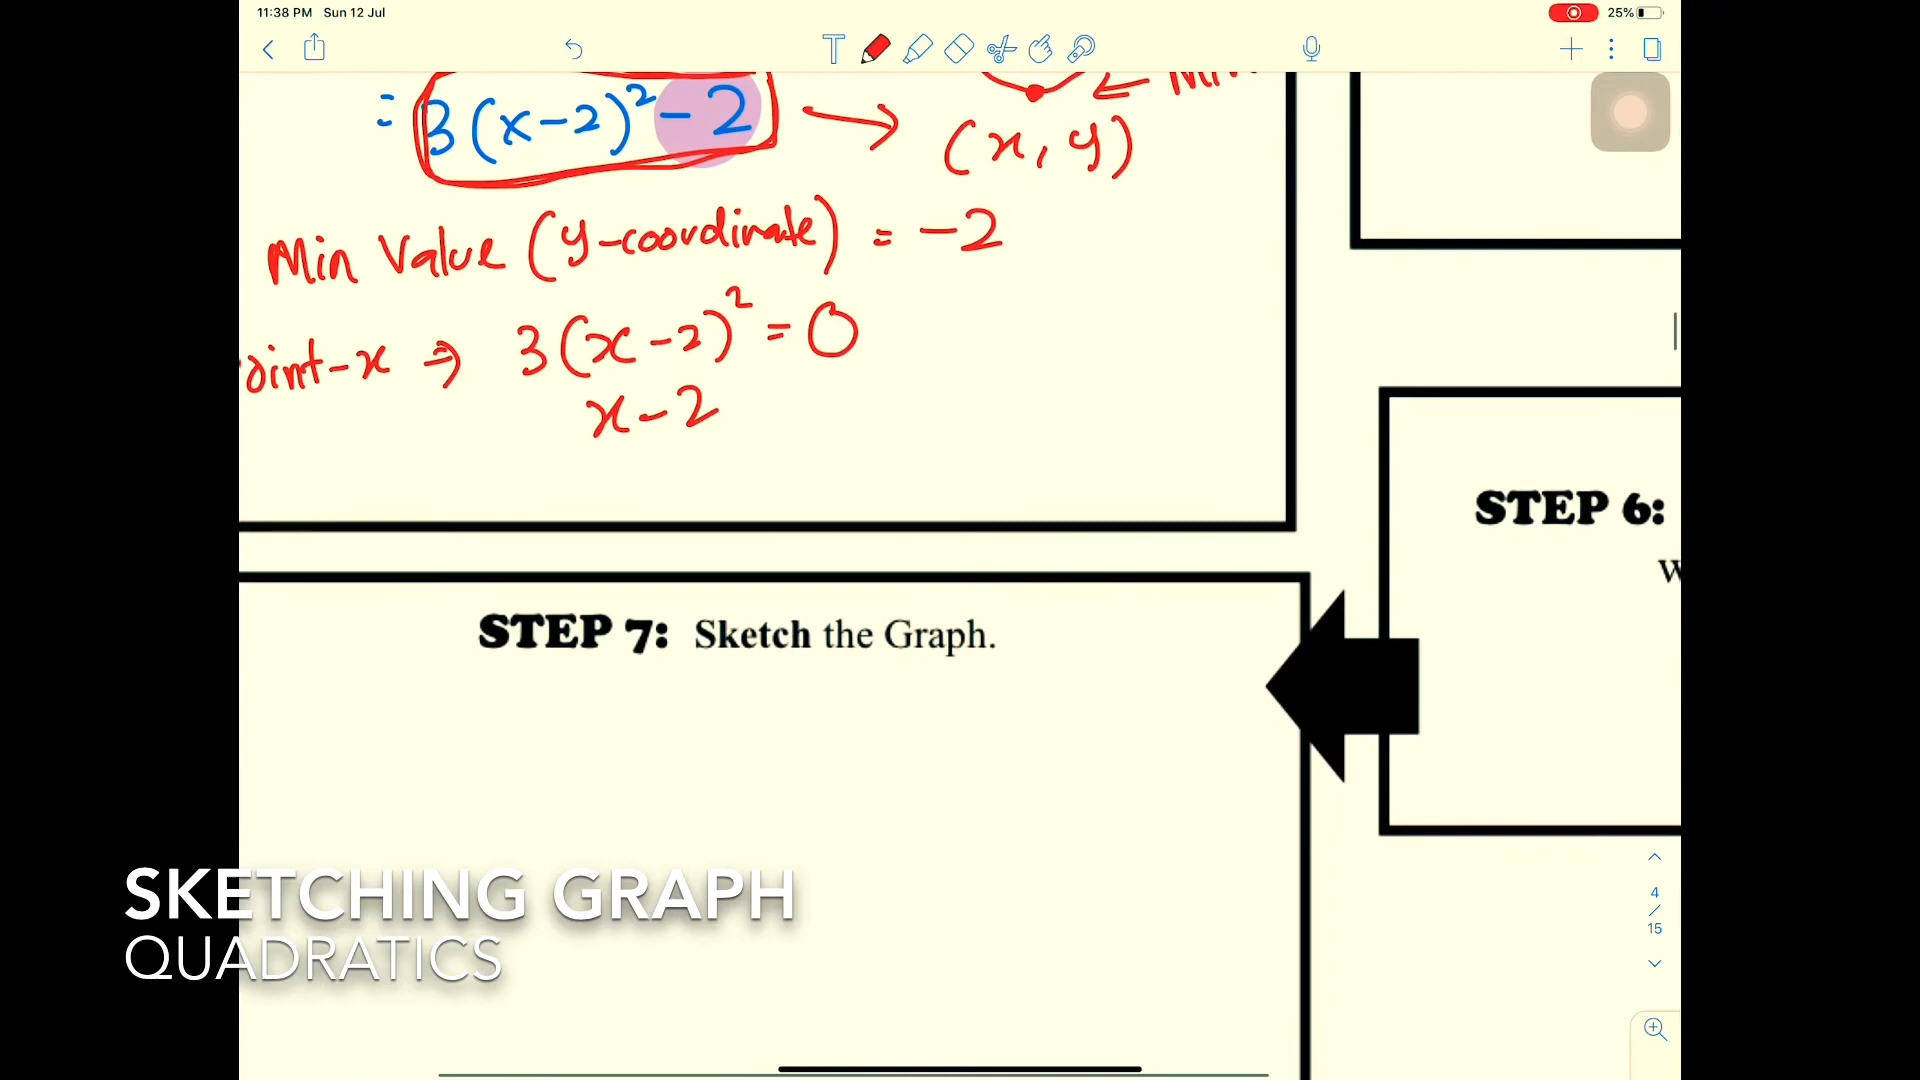 11:38 PM Sun 12 Jul
25%
= 3(x-2)²-2
Min
(x, y)
Min Value (y-coordinate) = -2
oint-x ⇒ 3(x-2)² = 0
x-2
STEP 6:
W
STEP 7: Sketch the Graph.
SKETCHING GRAPH
QUADRATICS
4
/
15